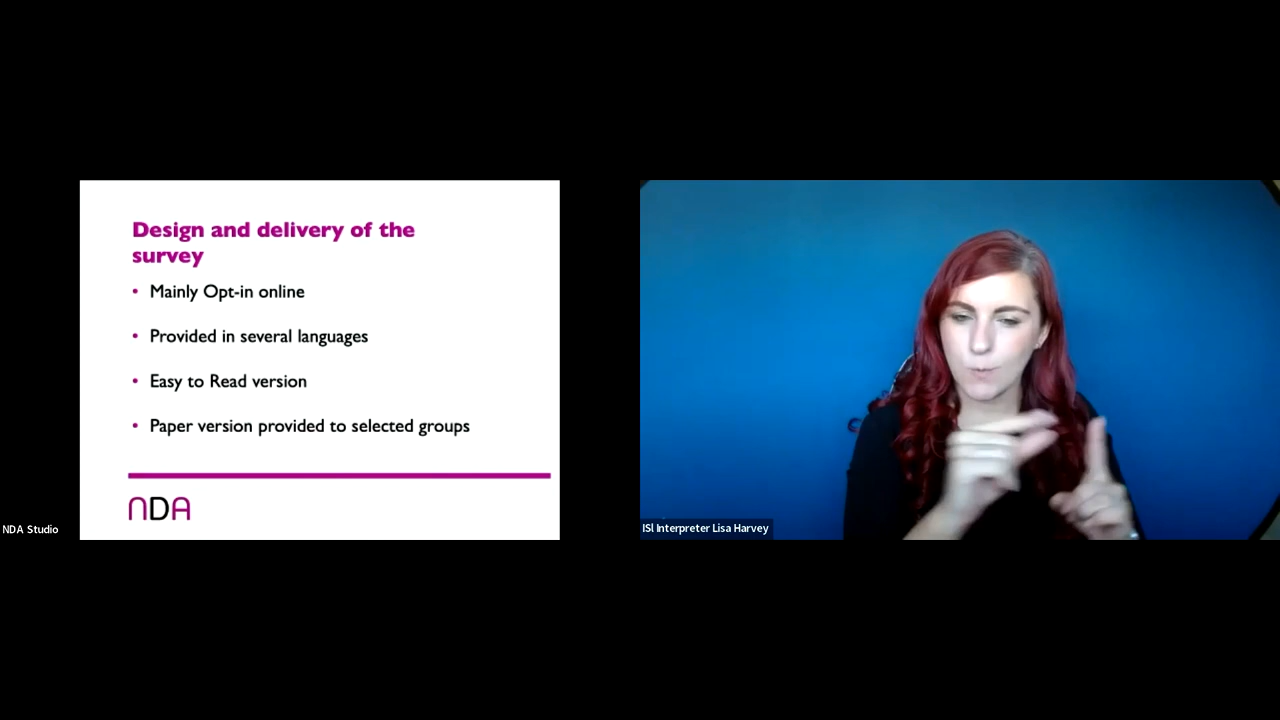 Design and delivery of the
survey
• Mainly Opt-in online
• Provided in several languages
• Easy to Read version
• Paper version provided to selected groups
NDA
NDA Studio
ISl Interpreter Lisa Harvey